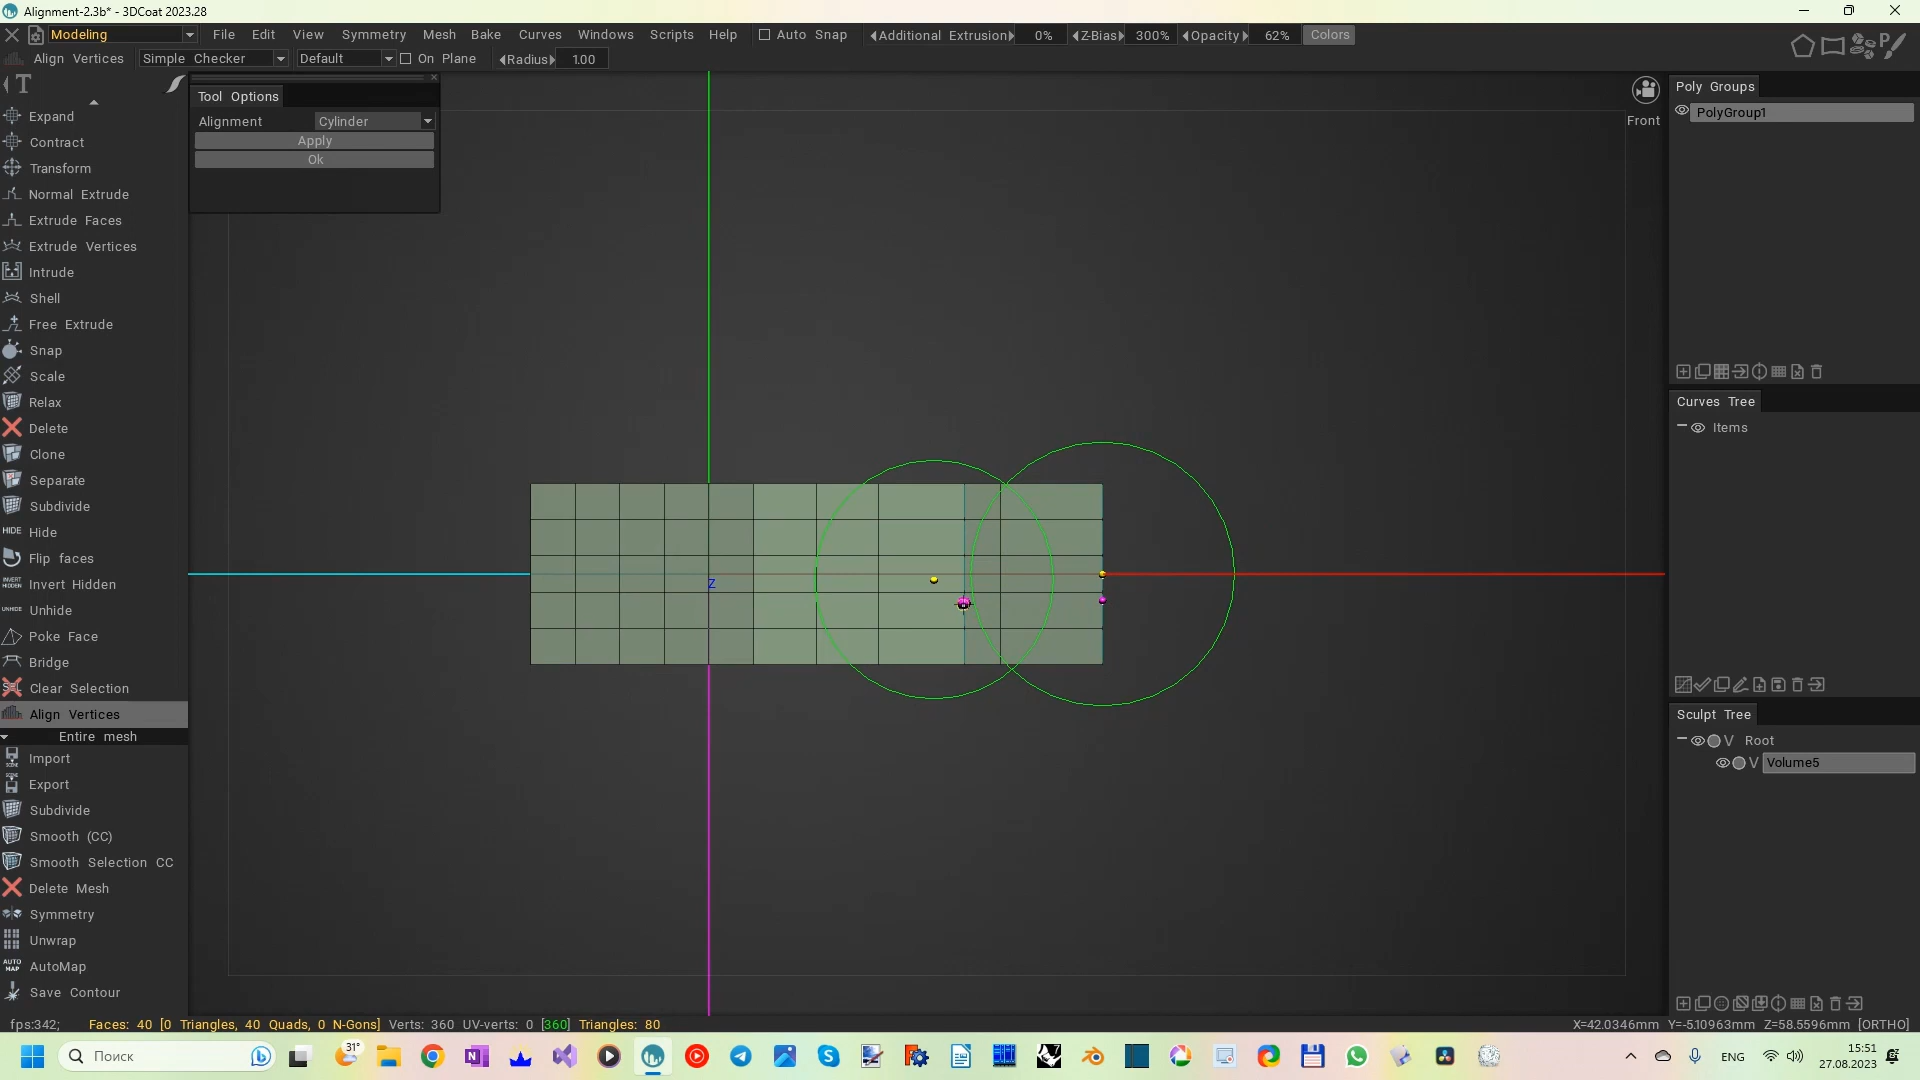 Alignment-2.3b* - 3DCoat 2023.28
Modeling File Edit View Symmetry Mesh Bake Curves Windows Scripts Help Auto Snap Additional Extrusion 0% Z-Bias 300% Opacity 62% Colors
Align Vertices Simple Checker Default On Plane Radius 1.00
T
Tool Options
Alignment Cylinder
Apply
Ok
Expand
Contract
Transform
Normal Extrude
Extrude Faces
Extrude Vertices
Intrude
Shell
Free Extrude
Snap
Scale
Relax
Delete
Clone
Separate
Subdivide
HIDE Hide
Flip faces
INVERT HIDDEN Invert Hidden
UNHIDE Unhide
Poke Face
Bridge
Clear Selection
Align Vertices
Entire mesh
Import
Export
Subdivide
Smooth (CC)
Smooth Selection CC
Delete Mesh
Symmetry
Unwrap
AUTO MAP AutoMap
Save Contour
Z
Front
Poly Groups
PolyGroup1
Curves Tree
Items
Sculpt Tree
V Root
V Volume5
fps:342; Faces: 40 [0 Triangles, 40 Quads, 0 N-Gons] Verts: 360 UV-verts: 0 [360] Triangles: 80
X=42.0346mm Y=-5.10963mm Z=58.5596mm [ORTHO]
Поиск
31°
ENG
15:51
27.08.2023